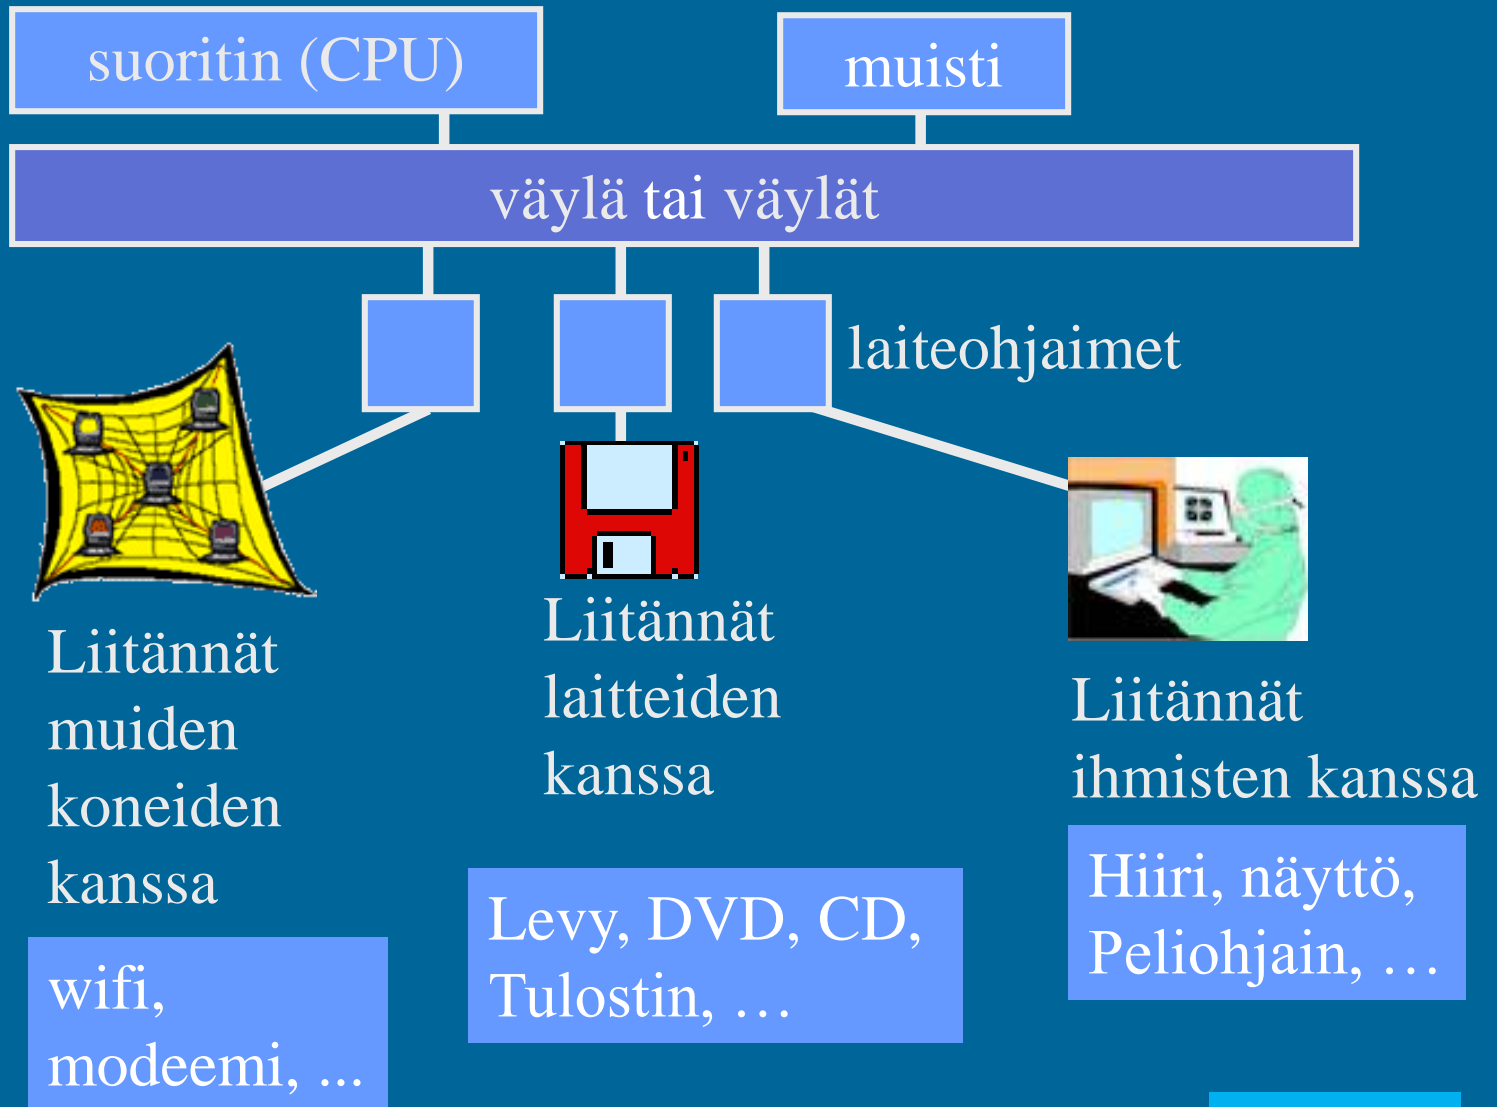 suoritin (CPU)
muisti
väylä tai väylät
laiteohjaimet
Liitännät
muiden
koneiden
kanssa
wifi,
modeemi, ...
Liitännät
laitteiden
kanssa
Levy, DVD, CD,
Tulostin, …
Liitännät
ihmisten kanssa
Hiiri, näyttö,
Peliohjain, …